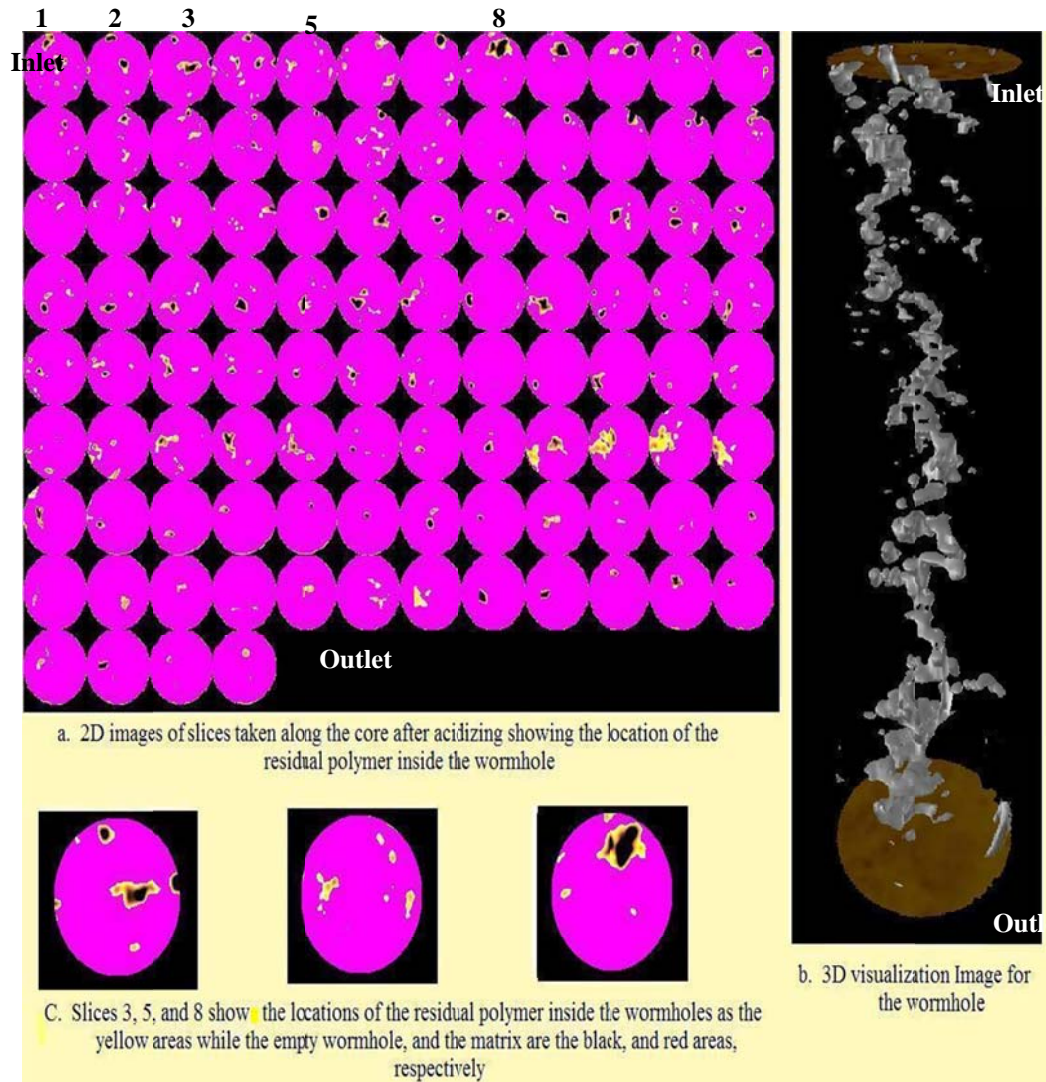 1 2 3 5 8
Inlet
Inlet
Outlet
a. 2D images of slices taken along the core after acidizing showing the location of the
residual polymer inside the wormhole
C. Slices 3, 5, and 8 show the locations of the residual polymer inside the wormholes as the
yellow areas while the empty wormhole, and the matrix are the black, and red areas,
respectively
Outl
b. 3D visualization Image for
the wormhole